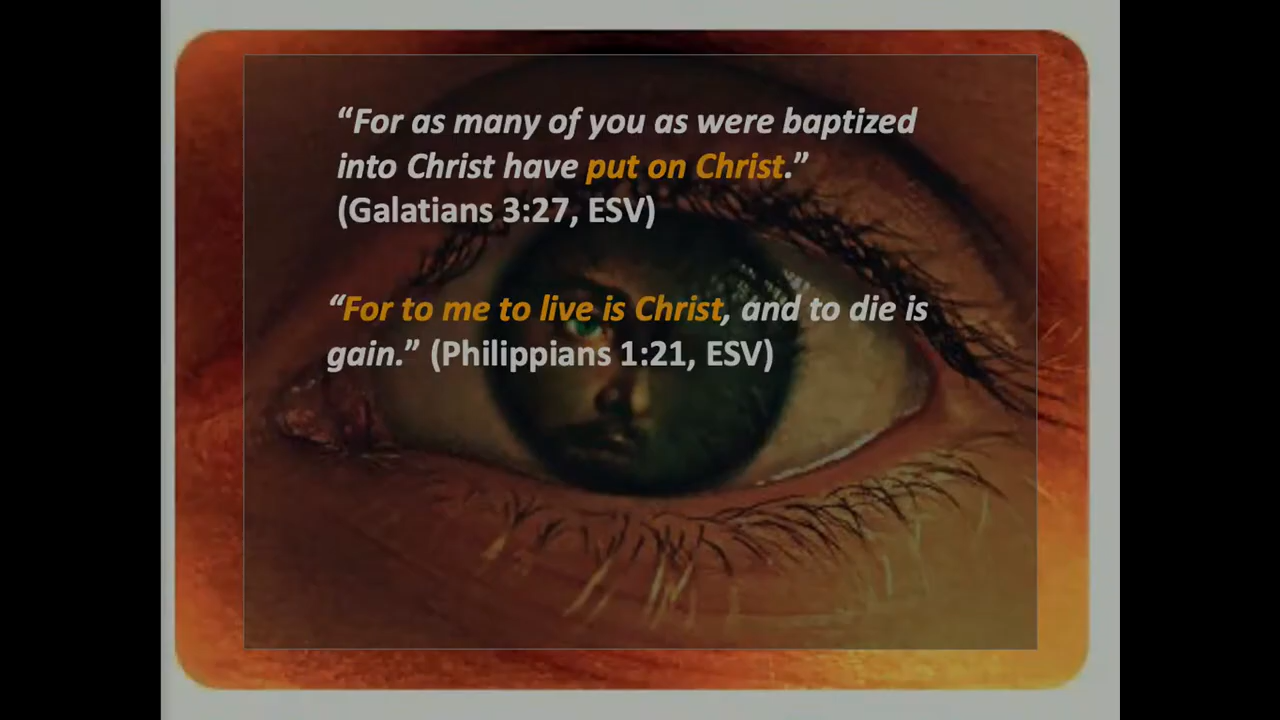 “For as many of you as were baptized
into Christ have put on Christ.”
(Galatians 3:27, ESV)
“For to me to live is Christ, and to die is
gain.” (Philippians 1:21, ESV)